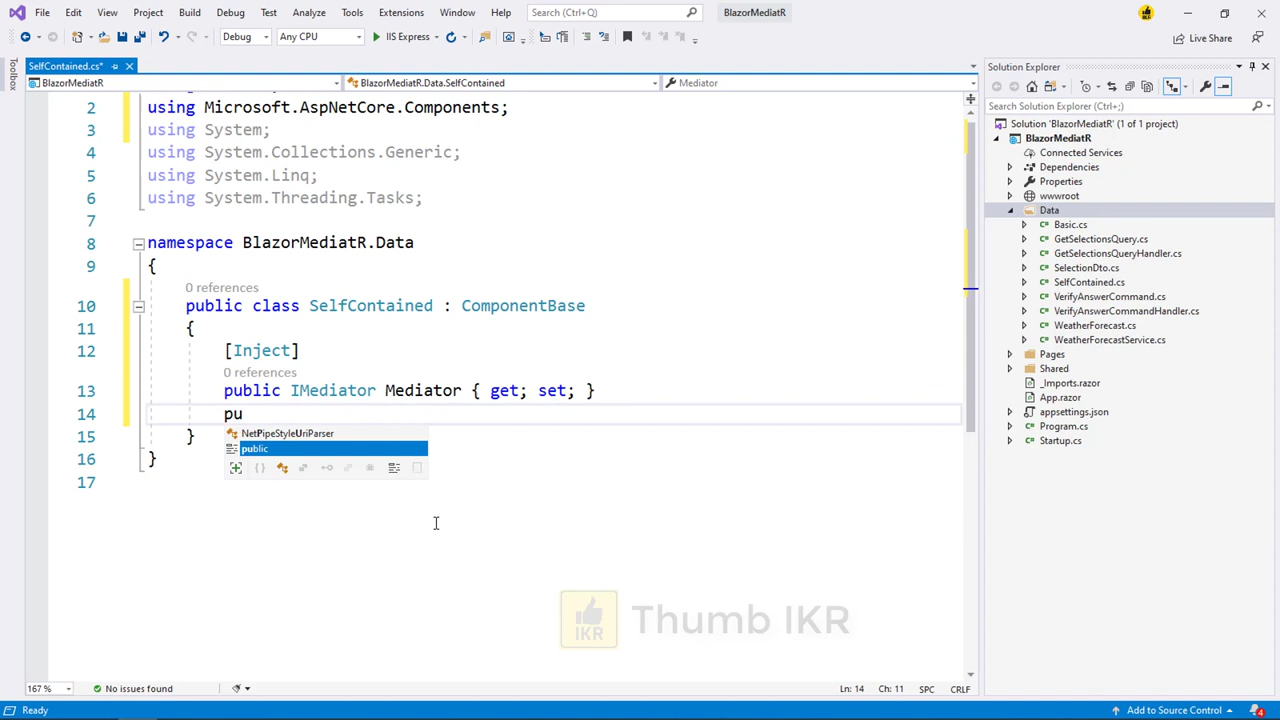 File Edit View Project Build Debug Test Analyze Tools Extensions Window Help Search (Ctrl+Q) BlazorMediatR
Debug Any CPU IIS Express Live Share
Toolbox
SelfContained.cs*
BlazorMediatR BlazorMediatR.Data.SelfContained Mediator
2 using Microsoft.AspNetCore.Components;
3 using System;
4 using System.Collections.Generic;
5 using System.Linq;
6 using System.Threading.Tasks;
7
8 namespace BlazorMediatR.Data
9 {
0 references
10 public class SelfContained : ComponentBase
11 {
12 [Inject]
0 references
13 public IMediator Mediator { get; set; }
14 pu
NetPipeStyleUriParser
public
15 }
16 }
17
IKR Thumb IKR
167 % No issues found Ln: 14 Ch: 11 SPC CRLF
Ready Add to Source Control 4
Solution Explorer
Search Solution Explorer (Ctrl+;)
Solution 'BlazorMediatR' (1 of 1 project)
BlazorMediatR
Connected Services
Dependencies
Properties
wwwroot
Data
Basic.cs
GetSelectionsQuery.cs
GetSelectionsQueryHandler.cs
SelectionDto.cs
SelfContained.cs
VerifyAnswerCommand.cs
VerifyAnswerCommandHandler.cs
WeatherForecast.cs
WeatherForecastService.cs
Pages
Shared
_Imports.razor
App.razor
appsettings.json
Program.cs
Startup.cs